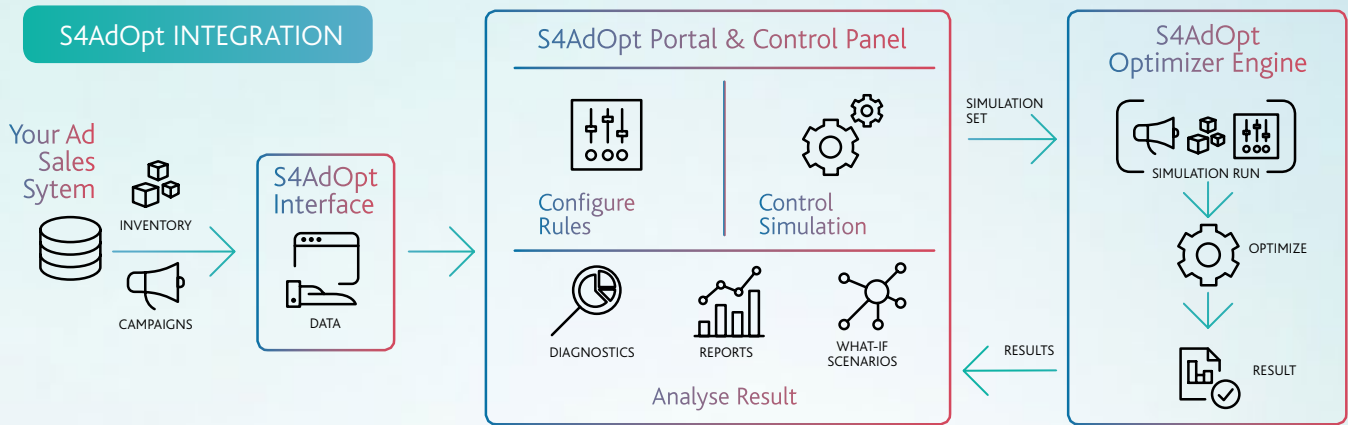 S4AdOpt INTEGRATION
Your Ad
Sales
Sytem
INVENTORY
CAMPAIGNS
S4AdOpt
Interface
DATA
S4AdOpt Portal & Control Panel
Configure
Rules
Control
Simulation
DIAGNOSTICS
REPORTS
WHAT-IF
SCENARIOS
Analyse Result
SIMULATION
SET
RESULTS
S4AdOpt
Optimizer Engine
SIMULATION RUN
OPTIMIZE
RESULT